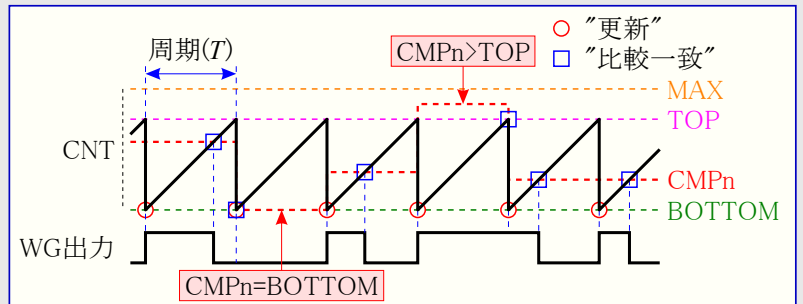 周期(T)
CMPn>TOP
○ "更新"
□ "比較一致"
MAX
TOP
CNT
CMPn
BOTTOM
WG出力
CMPn=BOTTOM